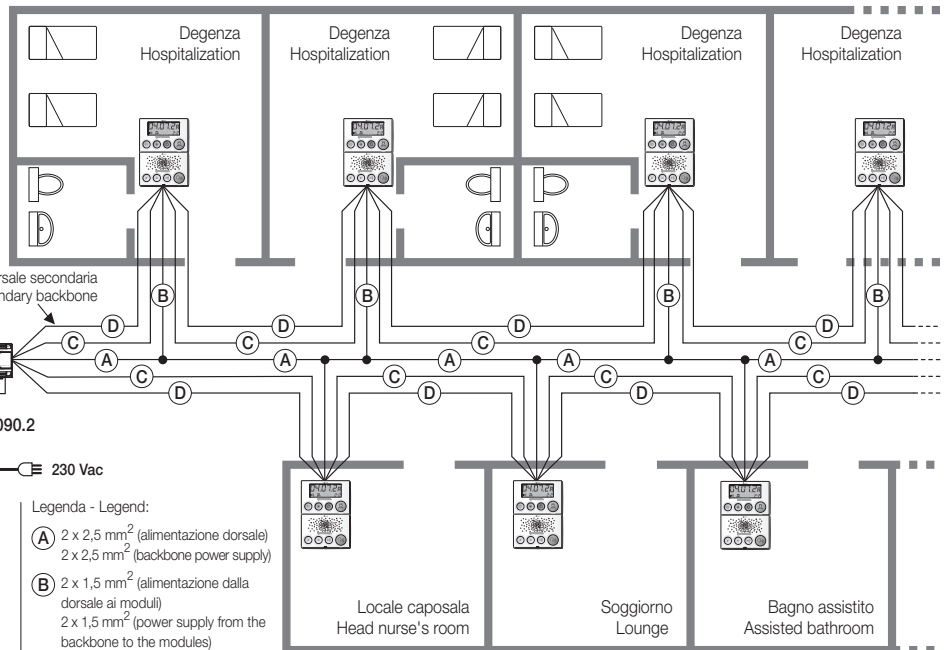 Degenza
Hospitalization
Degenza
Hospitalization
Degenza
Hospitalization
Degenza
Hospitalization
secondaria
backbone
B
B
B
D
D
D
D
C
C
C
C
A
A
A
A
A
C
C
C
C
D
D
D
D
230 Vac
Legenda - Legend:
A 2 x 2,5 mm² (alimentazione dorsale)
2 x 2,5 mm² (backbone power supply)
B 2 x 1,5 mm² (alimentazione dalla
dorsale ai moduli)
2 x 1,5 mm² (power supply from the
backbone to the modules)
Locale caposala
Head nurse's room
Soggiorno
Lounge
Bagno assistito
Assisted bathroom